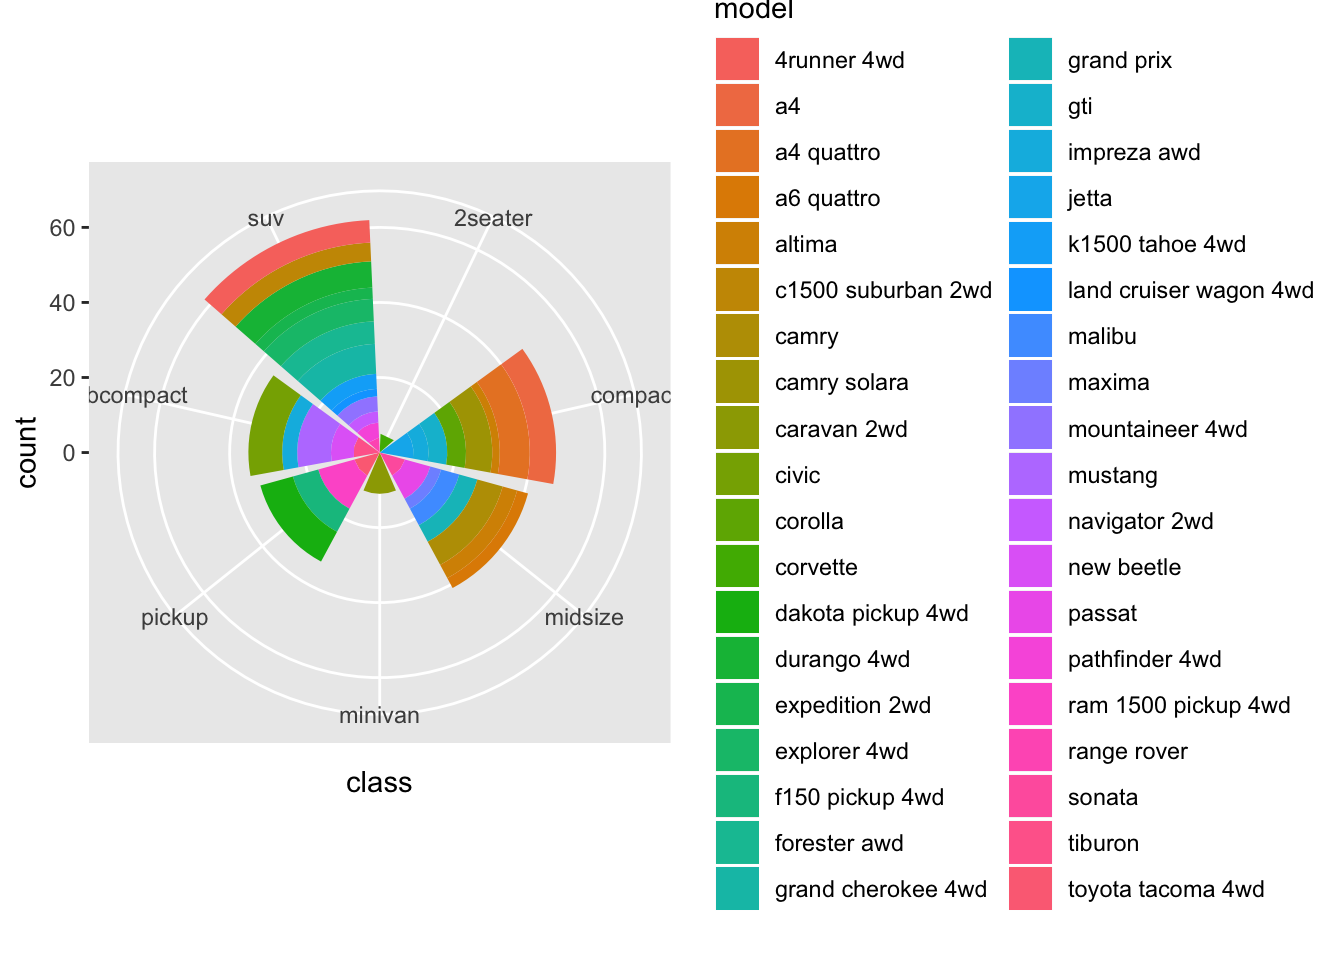 model
4runner 4wd
a4
a4 quattro
a6 quattro
altima
c1500 suburban 2wd
camry
camry solara
caravan 2wd
civic
corolla
corvette
dakota pickup 4wd
durango 4wd
expedition 2wd
explorer 4wd
f150 pickup 4wd
forester awd
grand cherokee 4wd
grand prix
gti
impreza awd
jetta
k1500 tahoe 4wd
land cruiser wagon 4wd
malibu
maxima
mountaineer 4wd
mustang
navigator 2wd
new beetle
passat
pathfinder 4wd
ram 1500 pickup 4wd
range rover
sonata
tiburon
toyota tacoma 4wd
suv
2seater
60
40
20
0
bcompact
compac
pickup
midsize
minivan
count
class